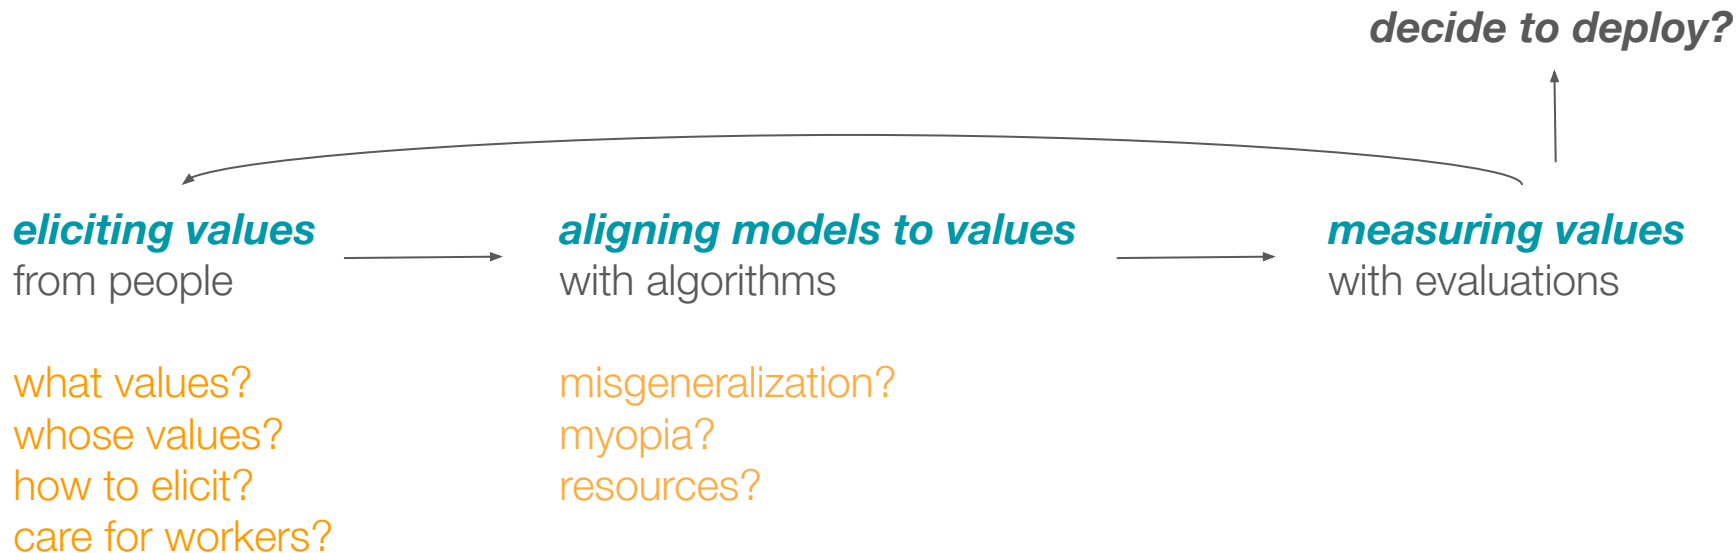 decide to deploy?
eliciting values
from people
aligning models to values
with algorithms
measuring values
with evaluations
what values?
whose values?
how to elicit?
care for workers?
misgeneralization?
myopia?
resources?